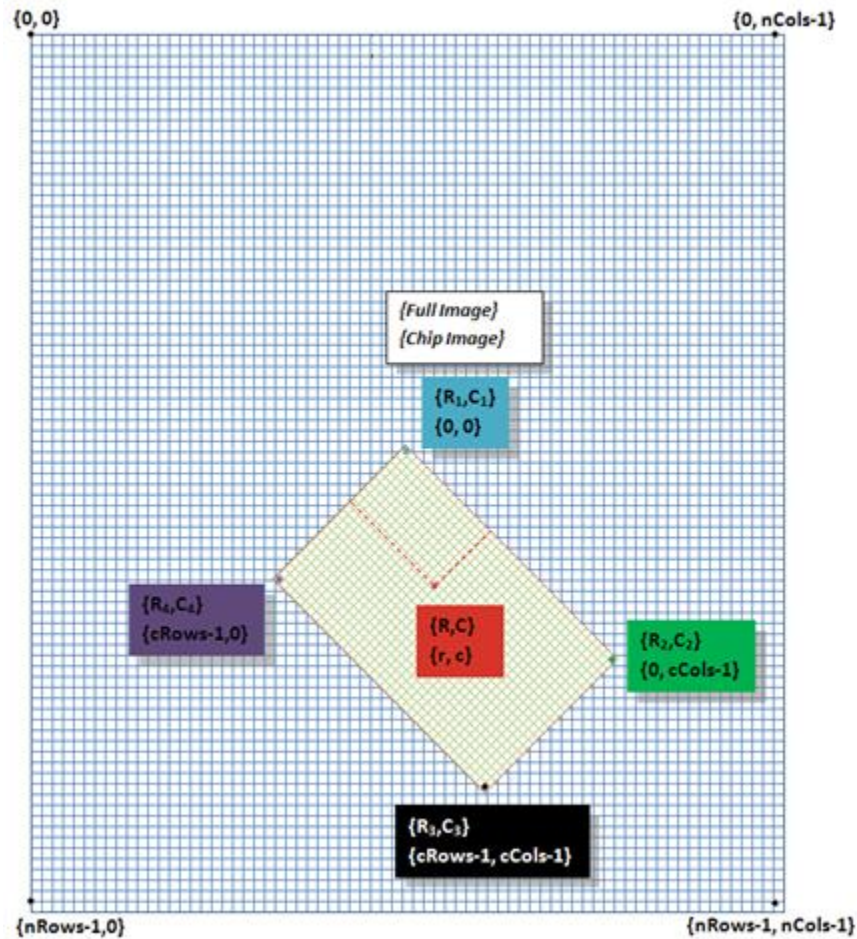 {0, 0}
{0, nCols-1}
{Full Image}
{Chip Image}
{R₁,C₁}
{0, 0}
{R₄,C₄}
{cRows-1,0}
{R,C}
{r, c}
{R₂,C₂}
{0, cCols-1}
{R₃,C₃}
{cRows-1, cCols-1}
{nRows-1,0}
{nRows-1, nCols-1}